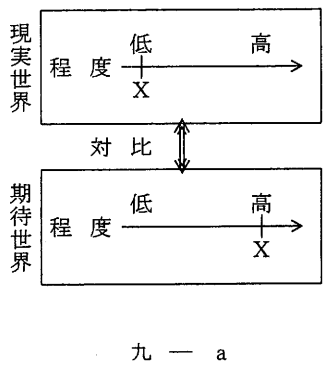 現実世界
低 高
程度
X
対比
期待世界
低 高
程度
X
九 — a